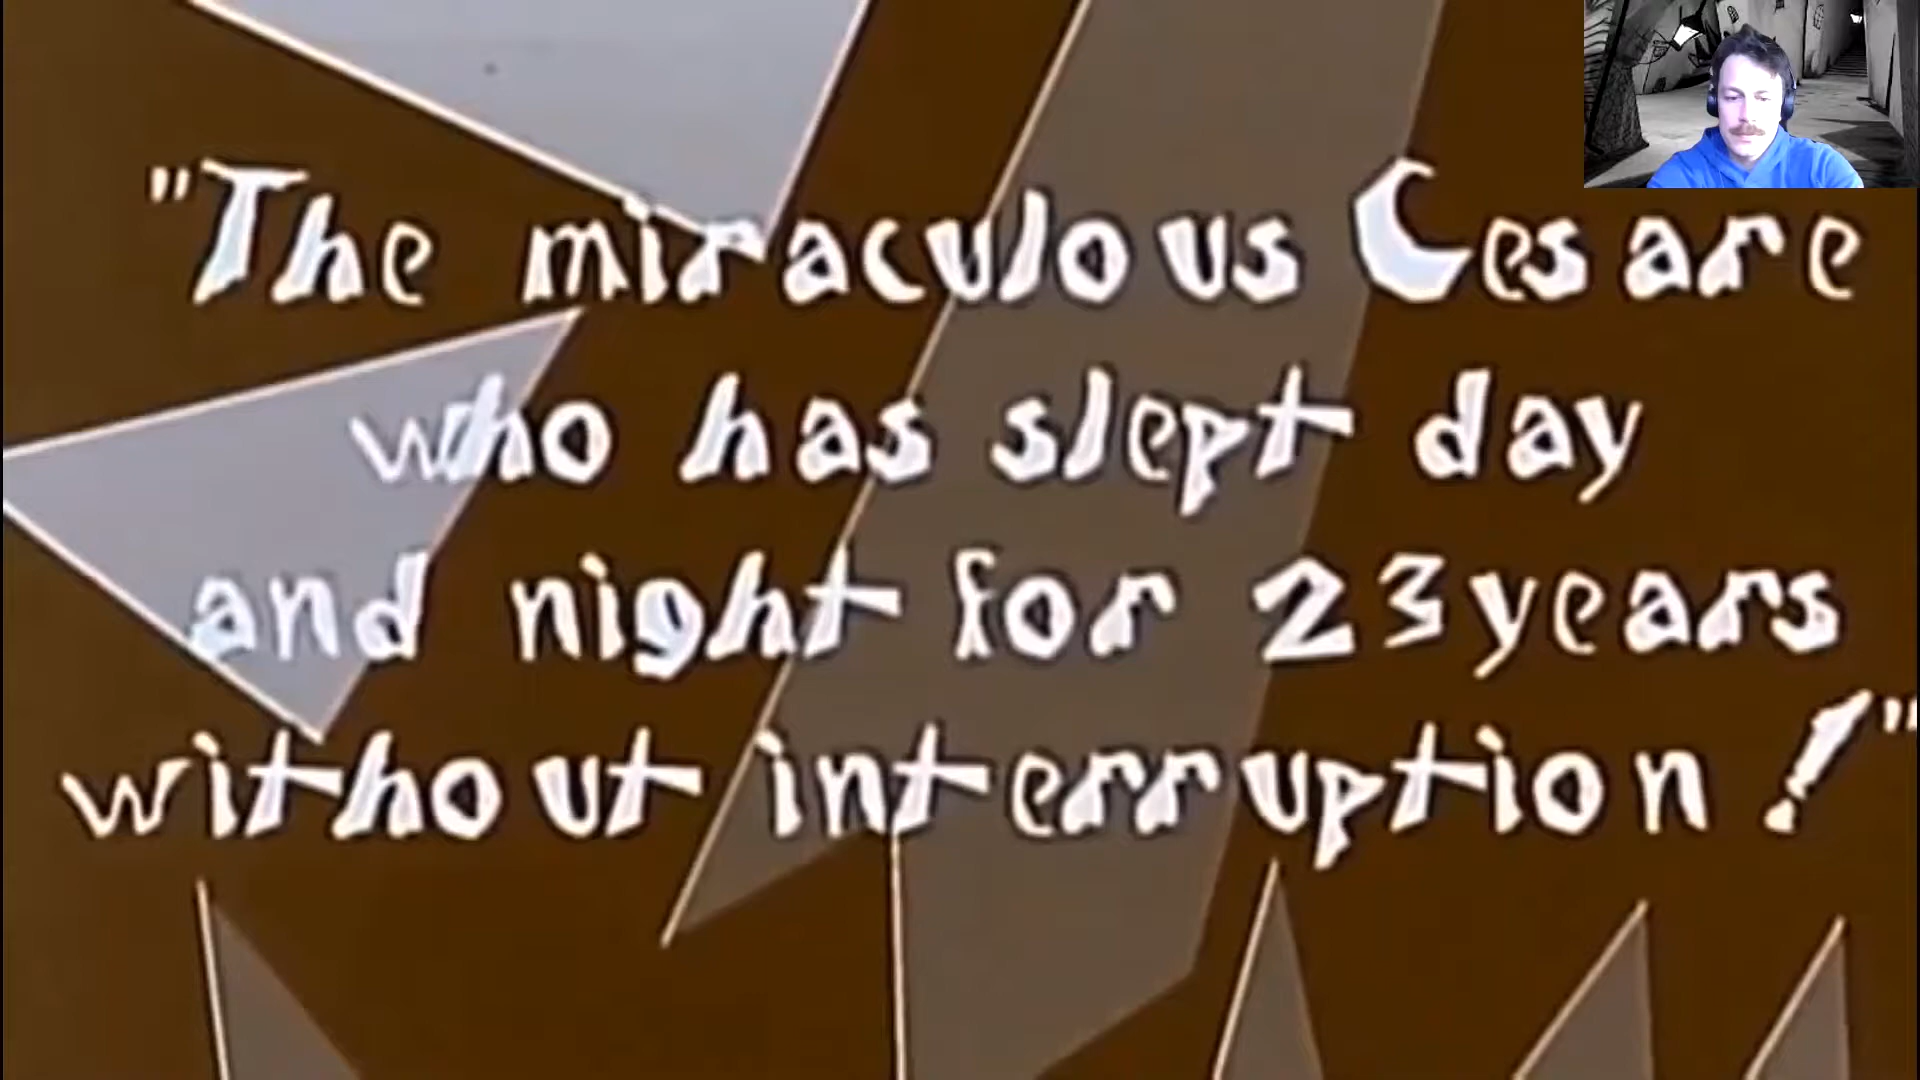 "The miraculous Cesare
who has slept day
and night for 23 years
without interruption!"